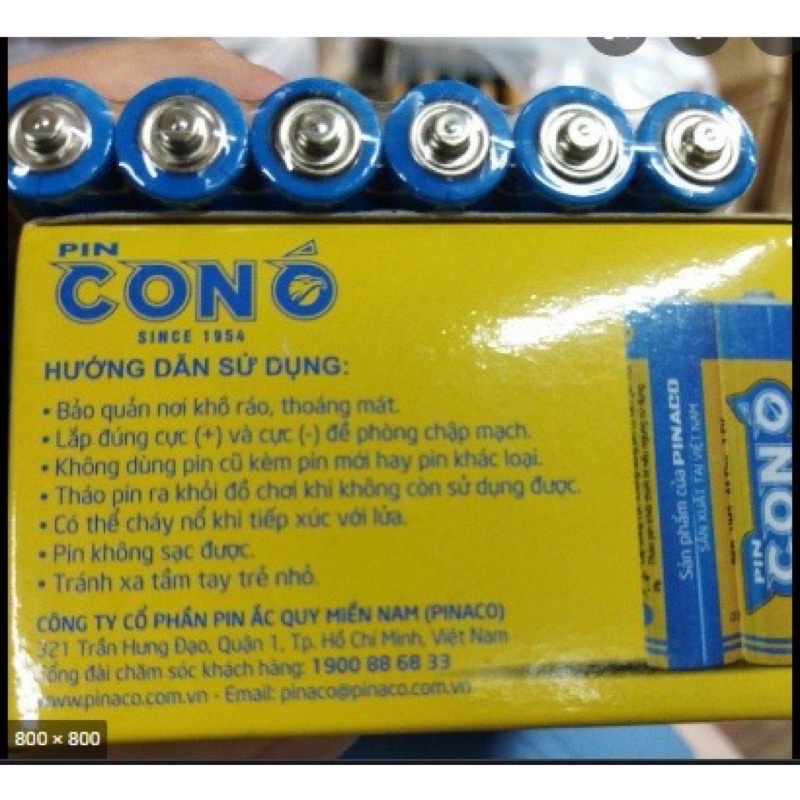 PIN
CON Ó
SINCE 1954
HƯỚNG DẪN SỬ DỤNG:
• Bảo quản nơi khô ráo, thoáng mát.
• Lắp đúng cực (+) và cực (-) để phòng chập mạch.
• Không dùng pin cũ kèm pin mới hay pin khác loại.
• Tháo pin ra khỏi đồ chơi khi không còn sử dụng được.
• Có thể cháy nổ khi tiếp xúc với lửa.
• Pin không sạc được.
• Tránh xa tầm tay trẻ nhỏ.
CÔNG TY CỔ PHẦN PIN ẮC QUY MIỀN NAM (PINACO)
321 Trần Hưng Đạo, Quận 1, Tp. Hồ Chí Minh, Việt Nam
Tổng đài chăm sóc khách hàng: 1900 88 68 33
www.pinaco.com.vn - Email: pinaco@pinaco.com.vn
Sản phẩm của PINACO
SẢN XUẤT TẠI VIỆT NAM
PIN
CON Ó
800 × 800